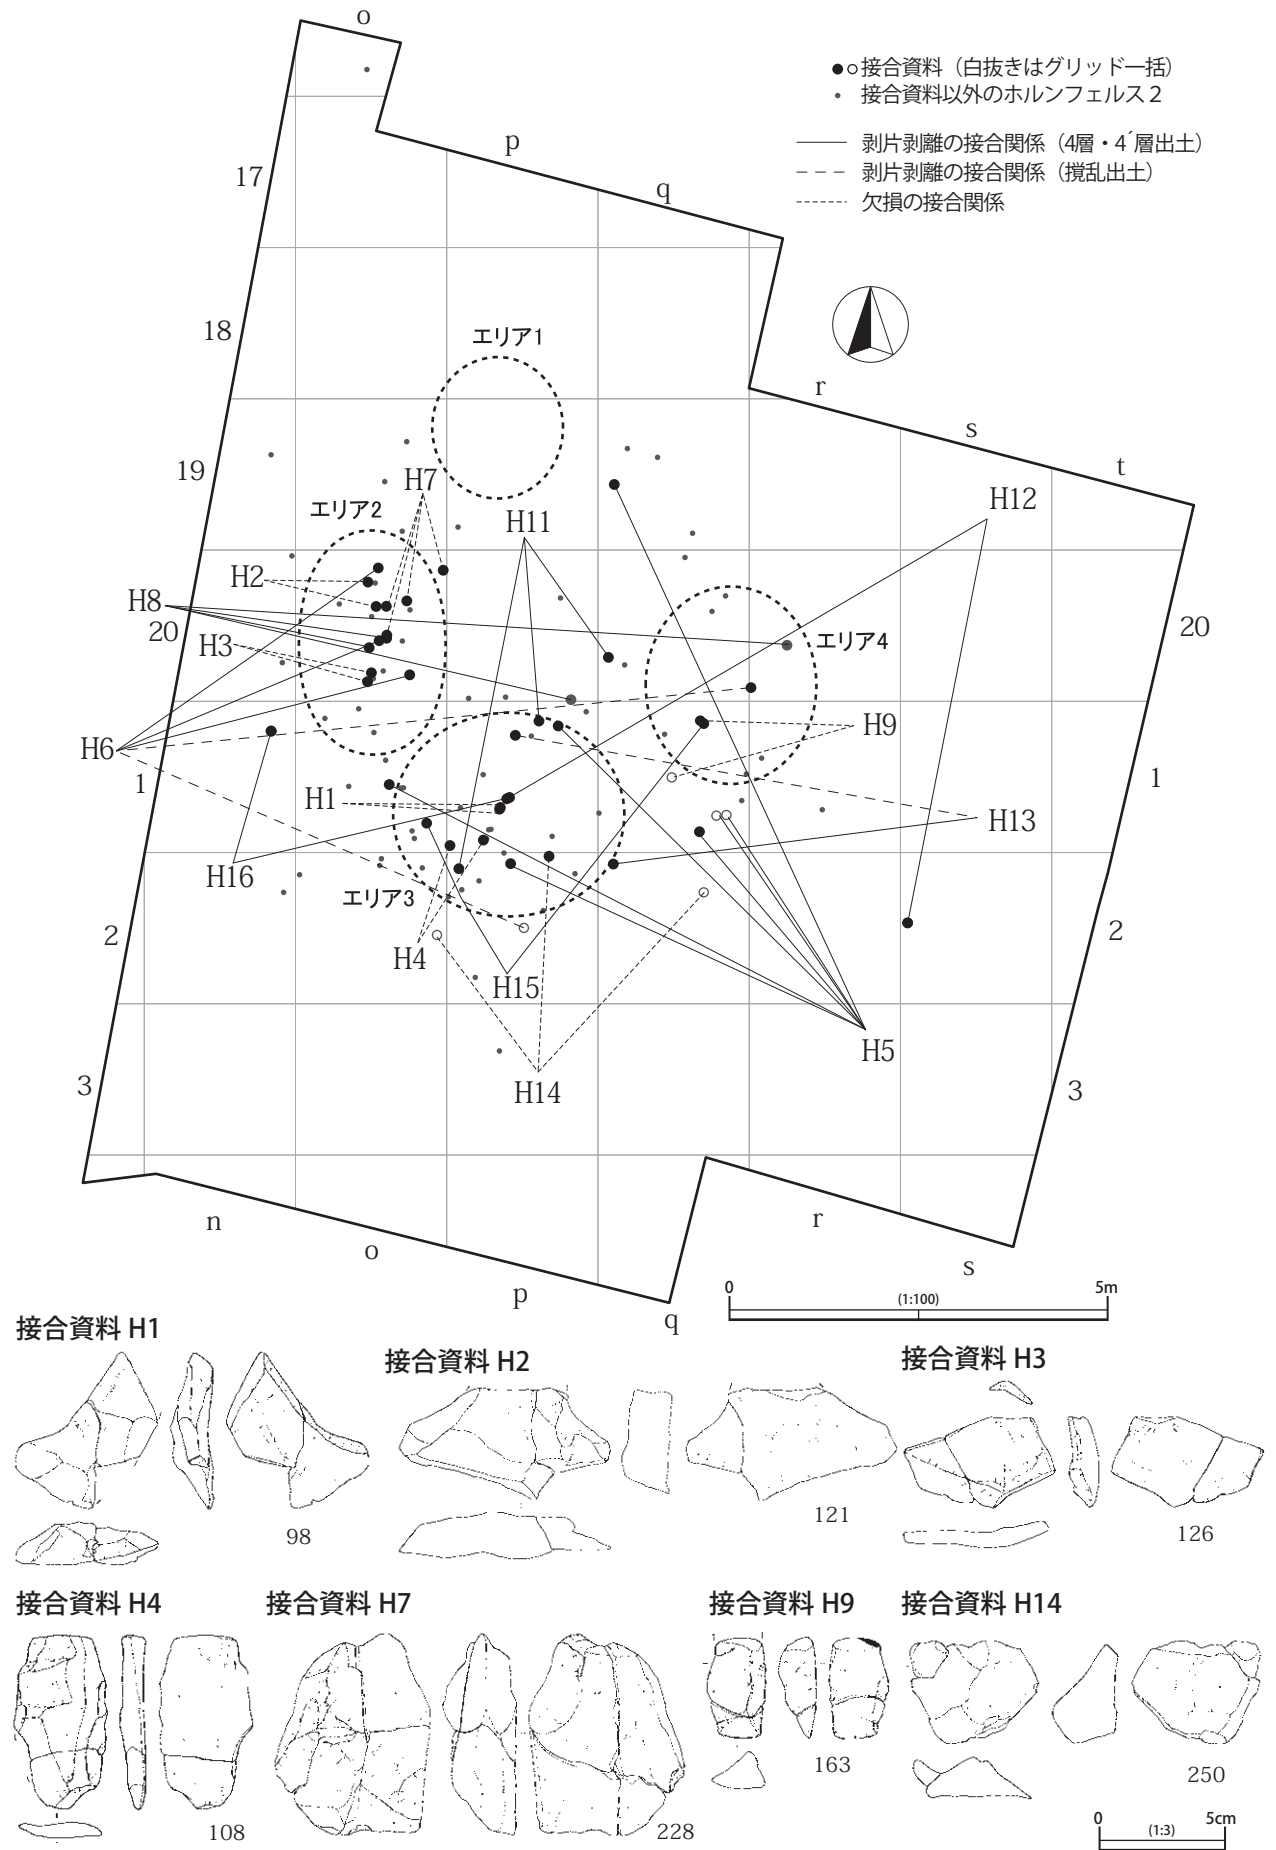 o
●○接合資料（白抜きはグリッド一括）
• 接合資料以外のホルンフェルス２
剥片剥離の接合関係（4層・4´層出土）
剥片剥離の接合関係（撹乱出土）
欠損の接合関係
p
q
17
18
エリア1
r
s
t
19
H7
エリア2
H11
H12
H2
H8
20
H3
エリア4
20
H6
H9
1
H1
1
H13
H16
エリア3
2
H4
H15
2
H5
3
H14
3
n
o
p
q
r
s
0 5m
(1:100)
接合資料 H1
接合資料 H2
接合資料 H3
98
121
126
接合資料 H4
接合資料 H7
接合資料 H9
接合資料 H14
108
228
163
250
0 5cm
(1:3)